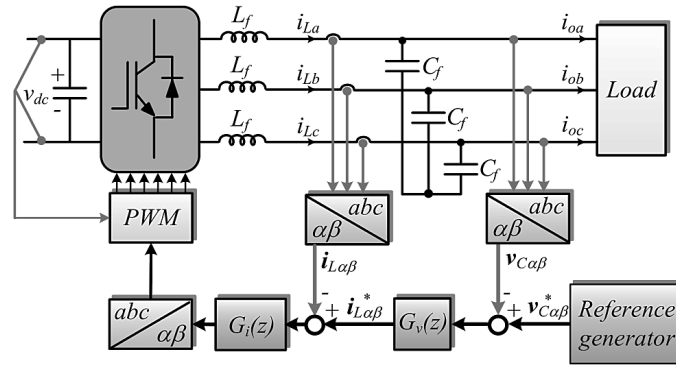 L_f i_La i_oa
+ v_dc -
C_f
L_f i_Lb i_ob
Load
C_f
L_f i_Lc i_oc
C_f
PWM
abc αβ
abc αβ
i_Lαβ
v_Cαβ
abc αβ
G_i(z)
- +
i*_Lαβ
G_v(z)
- +
v*_Cαβ
Reference
generator